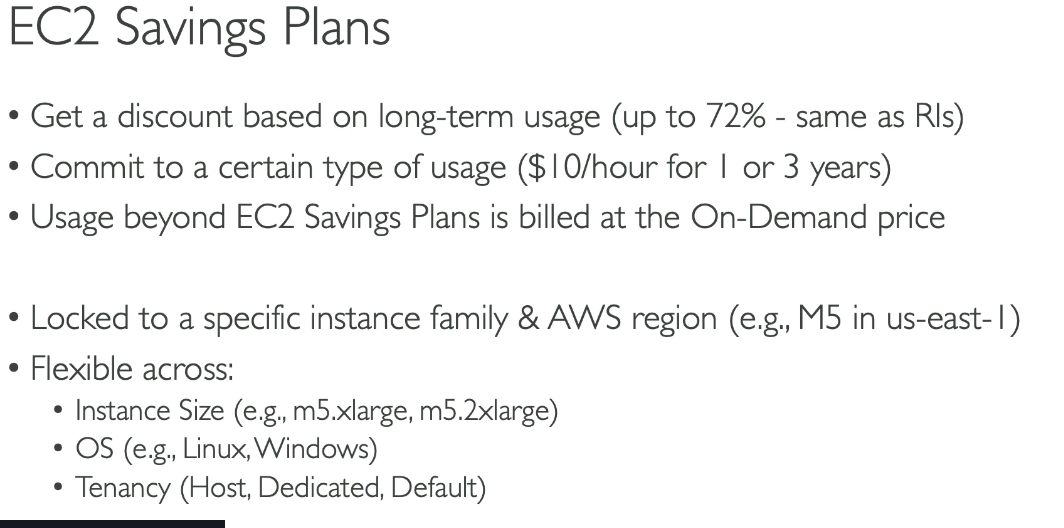 EC2 Savings Plans
• Get a discount based on long-term usage (up to 72% - same as RIs)
• Commit to a certain type of usage ($10/hour for 1 or 3 years)
• Usage beyond EC2 Savings Plans is billed at the On-Demand price
• Locked to a specific instance family & AWS region (e.g., M5 in us-east-1)
• Flexible across:
• Instance Size (e.g., m5.xlarge, m5.2xlarge)
• OS (e.g., Linux, Windows)
• Tenancy (Host, Dedicated, Default)